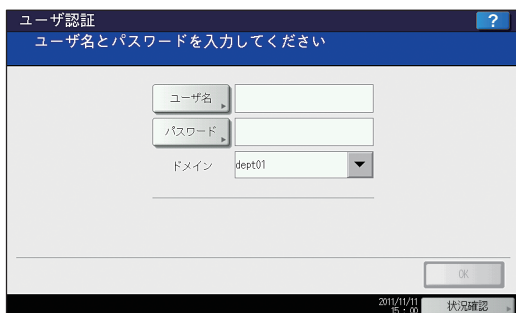 ユーザ認証
?
ユーザ名とパスワードを入力してください
ユーザ名
パスワード
ドメイン dept01
OK
2011/11/11
15 : 00
状況確認